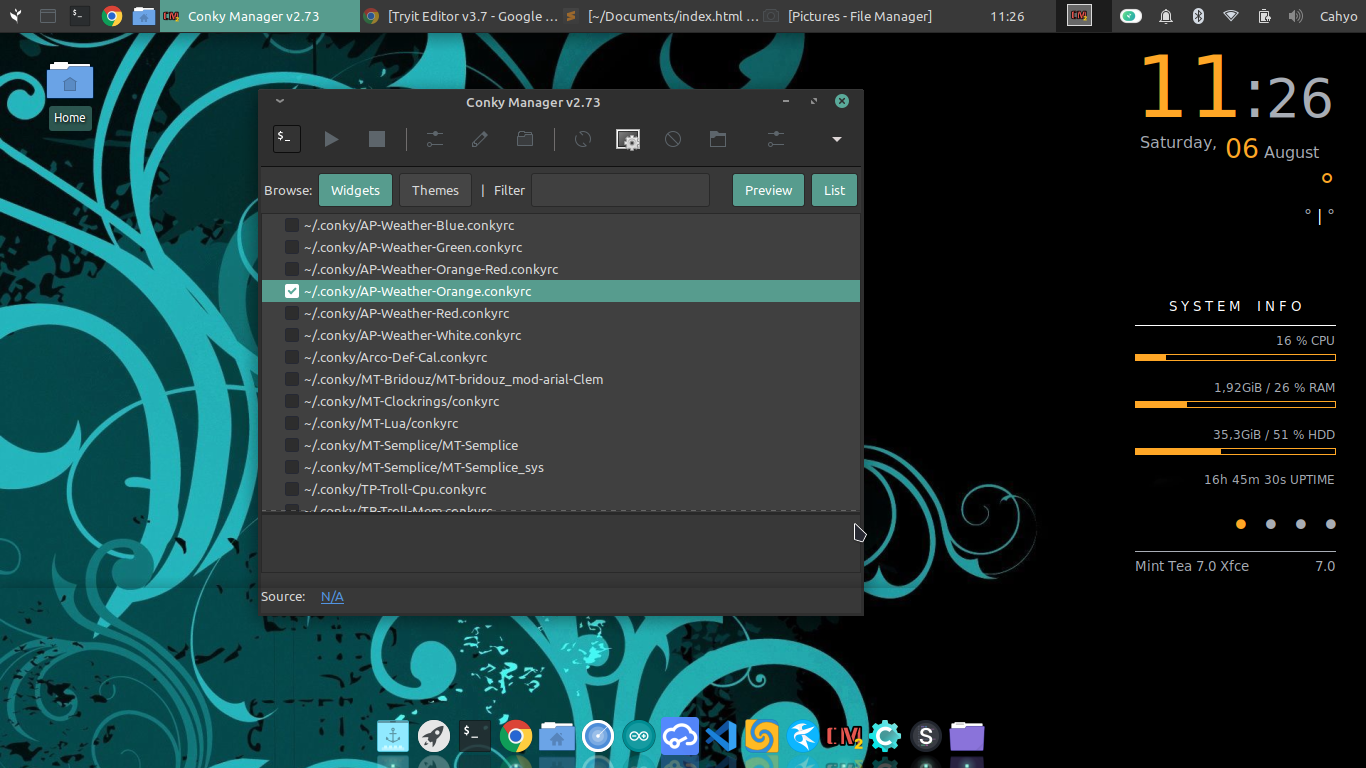 Conky Manager v2.73
[Tryit Editor v3.7 - Google ...
[~/Documents/index.html ...
[Pictures - File Manager]
11:26
Cahyo
Home
Conky Manager v2.73
Browse: Widgets Themes | Filter Preview List
~/.conky/AP-Weather-Blue.conkyrc
~/.conky/AP-Weather-Green.conkyrc
~/.conky/AP-Weather-Orange-Red.conkyrc
~/.conky/AP-Weather-Orange.conkyrc
~/.conky/AP-Weather-Red.conkyrc
~/.conky/AP-Weather-White.conkyrc
~/.conky/Arco-Def-Cal.conkyrc
~/.conky/MT-Bridouz/MT-bridouz_mod-arial-Clem
~/.conky/MT-Clockrings/conkyrc
~/.conky/MT-Lua/conkyrc
~/.conky/MT-Semplice/MT-Semplice
~/.conky/MT-Semplice/MT-Semplice_sys
~/.conky/TP-Troll-Cpu.conkyrc
~/.conky/TP-Troll-Mem.conkyrc
Source: N/A
11:26
Saturday, 06 August
°
° | °
SYSTEM INFO
16 % CPU
1,92GiB / 26 % RAM
35,3GiB / 51 % HDD
16h 45m 30s UPTIME
Mint Tea 7.0 Xfce 7.0